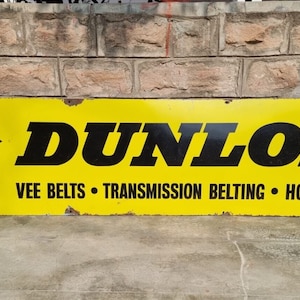 DUNLO
VEE BELTS • TRANSMISSION BELTING • HO